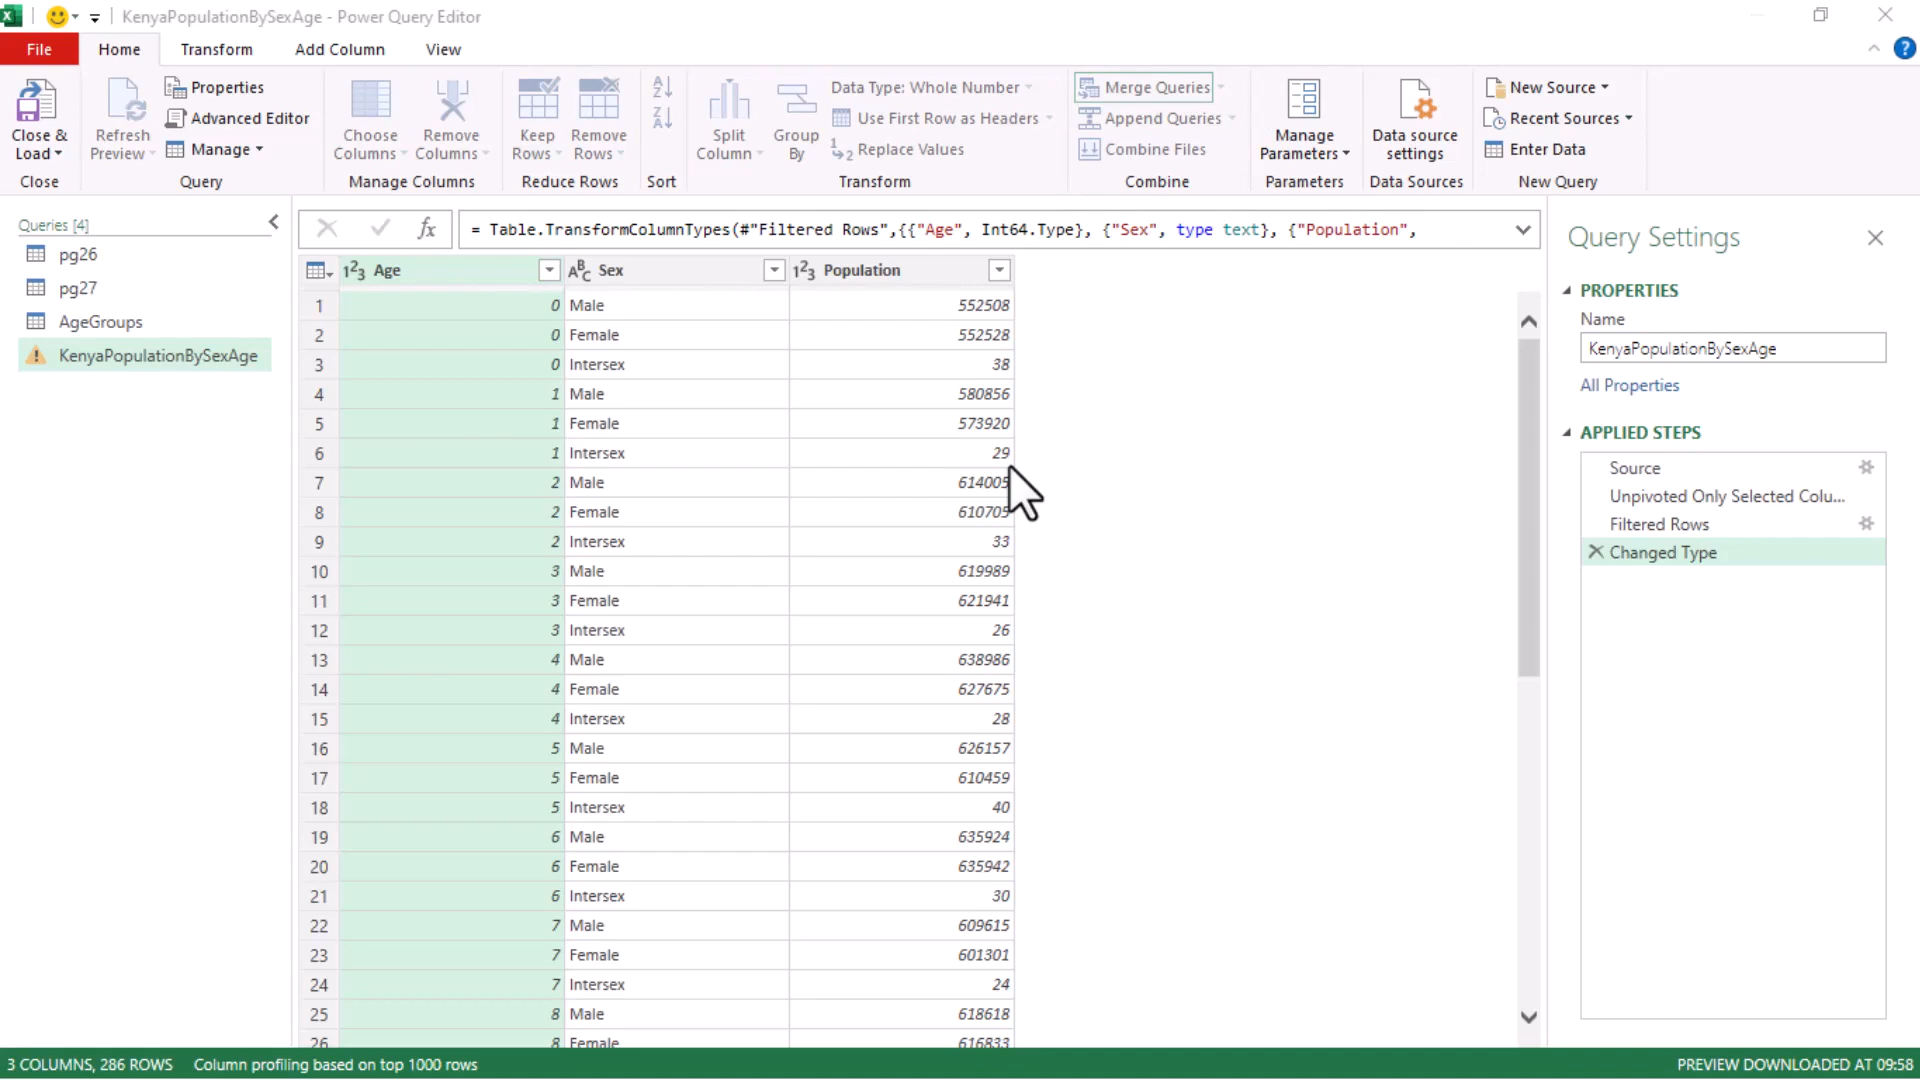 KenyaPopulationBySexAge - Power Query Editor
File Home Transform Add Column View
Close & Load
Close
Refresh Preview
Properties
Advanced Editor
Manage
Query
Choose Columns
Remove Columns
Manage Columns
Keep Rows
Remove Rows
Reduce Rows
Sort
Split Column
Group By
Data Type: Whole Number
Use First Row as Headers
Replace Values
Transform
Merge Queries
Append Queries
Combine Files
Combine
Manage Parameters
Parameters
Data source settings
Data Sources
New Source
Recent Sources
Enter Data
New Query
Queries [4]
pg26
pg27
AgeGroups
KenyaPopulationBySexAge
fx = Table.TransformColumnTypes(#"Filtered Rows",{{"Age", Int64.Type}, {"Sex", type text}, {"Population",
123 Age ABC Sex 123 Population
1 0 Male 552508
2 0 Female 552528
3 0 Intersex 38
4 1 Male 580856
5 1 Female 573920
6 1 Intersex 29
7 2 Male 614005
8 2 Female 610705
9 2 Intersex 33
10 3 Male 619989
11 3 Female 621941
12 3 Intersex 26
13 4 Male 638986
14 4 Female 627675
15 4 Intersex 28
16 5 Male 626157
17 5 Female 610459
18 5 Intersex 40
19 6 Male 635924
20 6 Female 635942
21 6 Intersex 30
22 7 Male 609615
23 7 Female 601301
24 7 Intersex 24
25 8 Male 618618
26 8 Female 616833
Query Settings
PROPERTIES
Name
KenyaPopulationBySexAge
All Properties
APPLIED STEPS
Source
Unpivoted Only Selected Colu...
Filtered Rows
Changed Type
3 COLUMNS, 286 ROWS Column profiling based on top 1000 rows PREVIEW DOWNLOADED AT 09:58